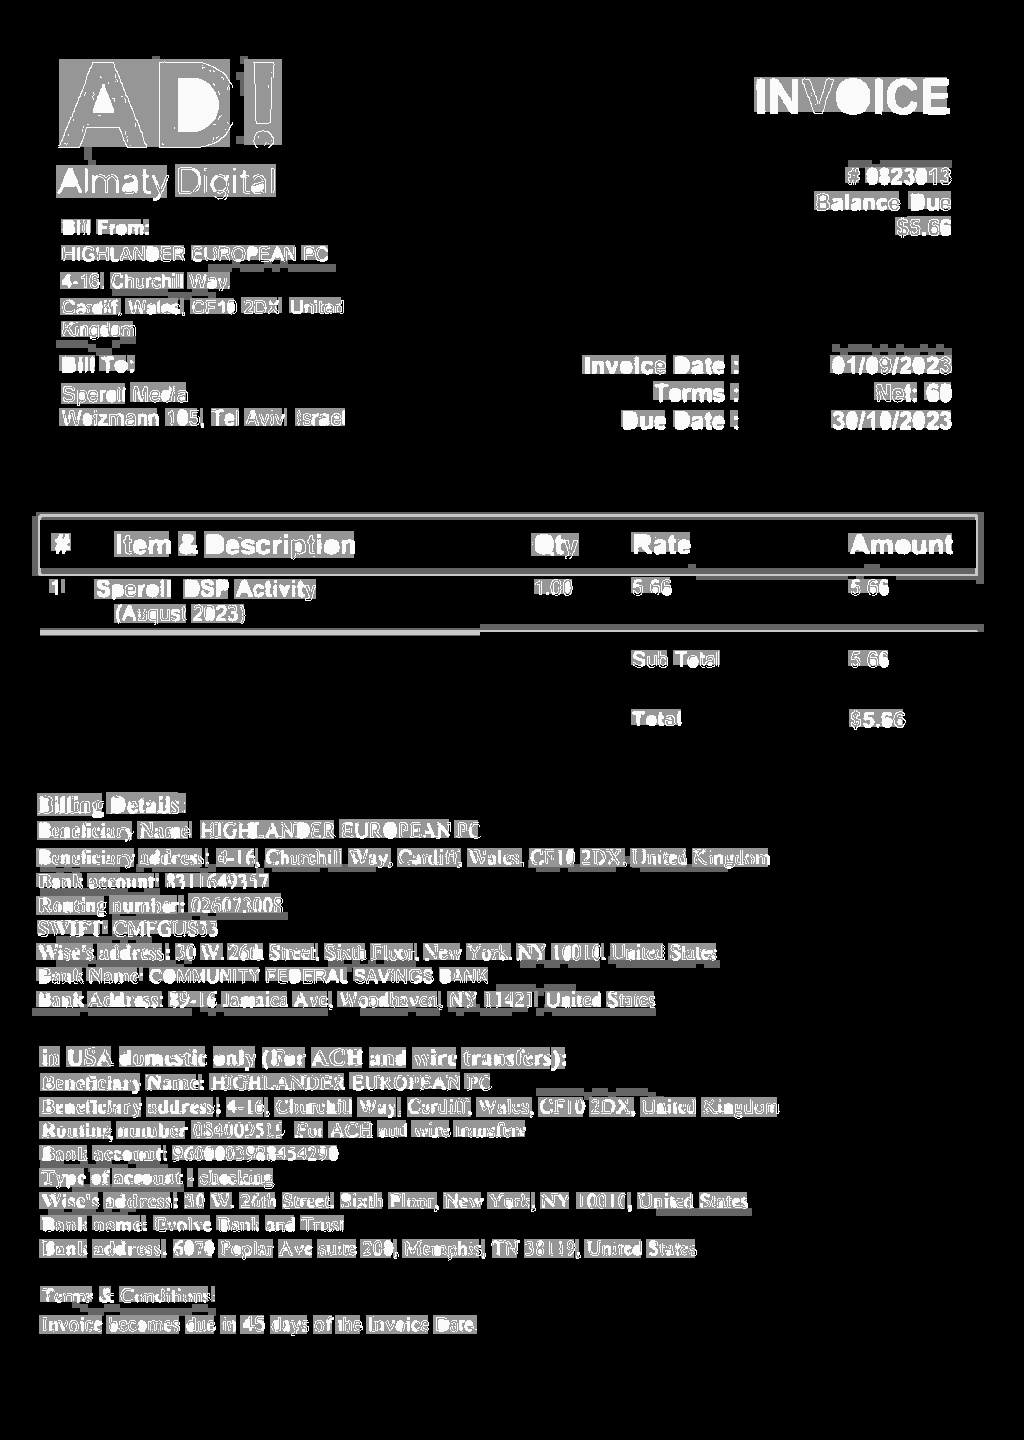 AD!
Almaty Digital
INVOICE
# 0823013
Balance Due
$5.66
Bill From:
HIGHLANDER EUROPEAN PC
4-16, Churchill Way,
Cardiff, Wales, CF10 2DX, United
Kingdom
Bill To:
Speroll Media
Weizmann 105, Tel Aviv, Israel
Invoice Date : 01/09/2023
Terms : Net: 60
Due Date : 30/10/2023
# Item & Description Qty Rate Amount
1 Speroll DSP Activity 1.00 5.66 5.66
(August 2023)
Sub Total 5.66
Total $5.66
Billing Details:
Beneficiary Name: HIGHLANDER EUROPEAN PC
Beneficiary address: 4-16, Churchill Way, Cardiff, Wales, CF10 2DX, United Kingdom
Bank account: 8311649357
Routing number: 026073008
SWIFT: CMFGUS33
Wise's address: 30 W. 26th Street, Sixth Floor, New York, NY 10010, United States
Bank Name: COMMUNITY FEDERAL SAVINGS BANK
Bank Address: 89-16 Jamaica Ave, Woodhaven, NY, 11421, United States
in USA domestic only (For ACH and wire transfers):
Beneficiary Name: HIGHLANDER EUROPEAN PC
Beneficiary address: 4-16, Churchill Way, Cardiff, Wales, CF10 2DX, United Kingdom
Routing number 084009519 For ACH and wire transfers
Bank account:
Type of account - checking
Wise's address: 30 W. 26th Street, Sixth Floor, New York, NY 10010, United States
Bank name: Evolve Bank and Trust
Bank address: 6070 Poplar Ave suite 200, Memphis, TN 38119, United States
Terms & Conditions:
Invoice becomes due in 45 days of the Invoice Date.